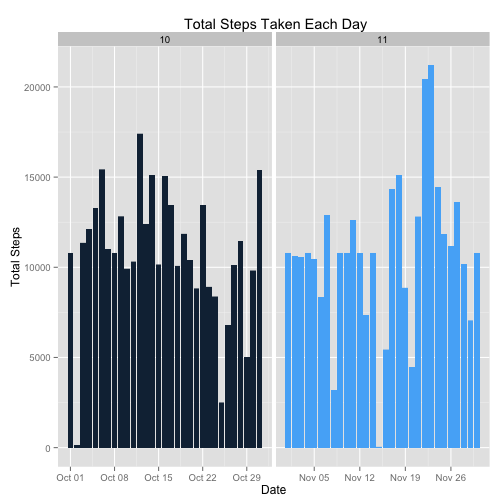 Total Steps Taken Each Day
10 11
20000
15000
10000
5000
0
Total Steps
Oct 01 Oct 08 Oct 15 Oct 22 Oct 29 Nov 05 Nov 12 Nov 19 Nov 26
Date